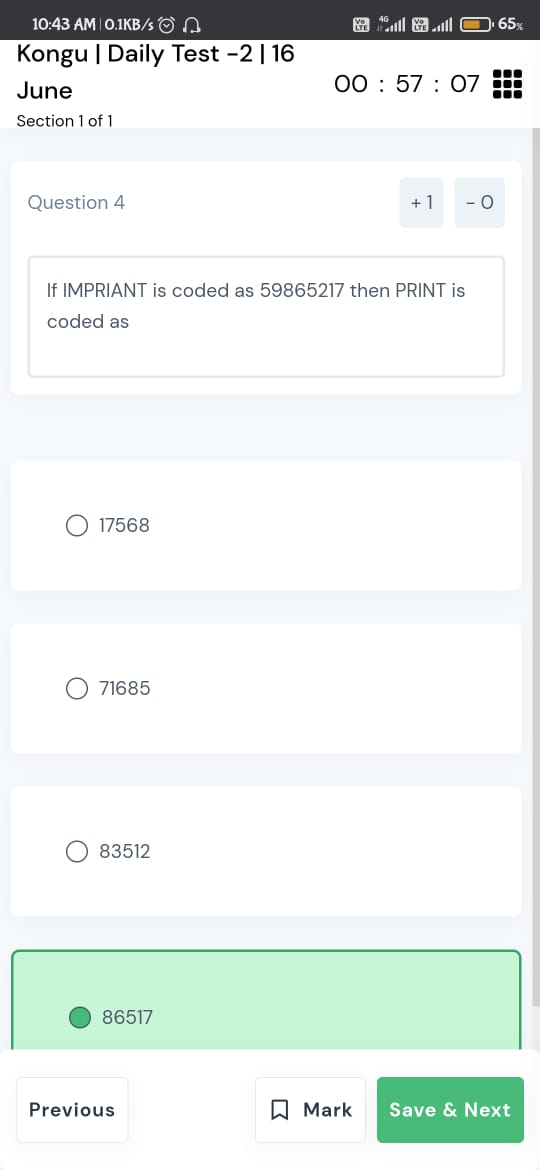 10:43 AM | 0.1KB/s 4G 65%
Kongu | Daily Test -2 | 16
June
00 : 57 : 07
Section 1 of 1
Question 4
+ 1 - 0
If IMPRIANT is coded as 59865217 then PRINT is
coded as
17568
71685
83512
86517
Previous Mark Save & Next